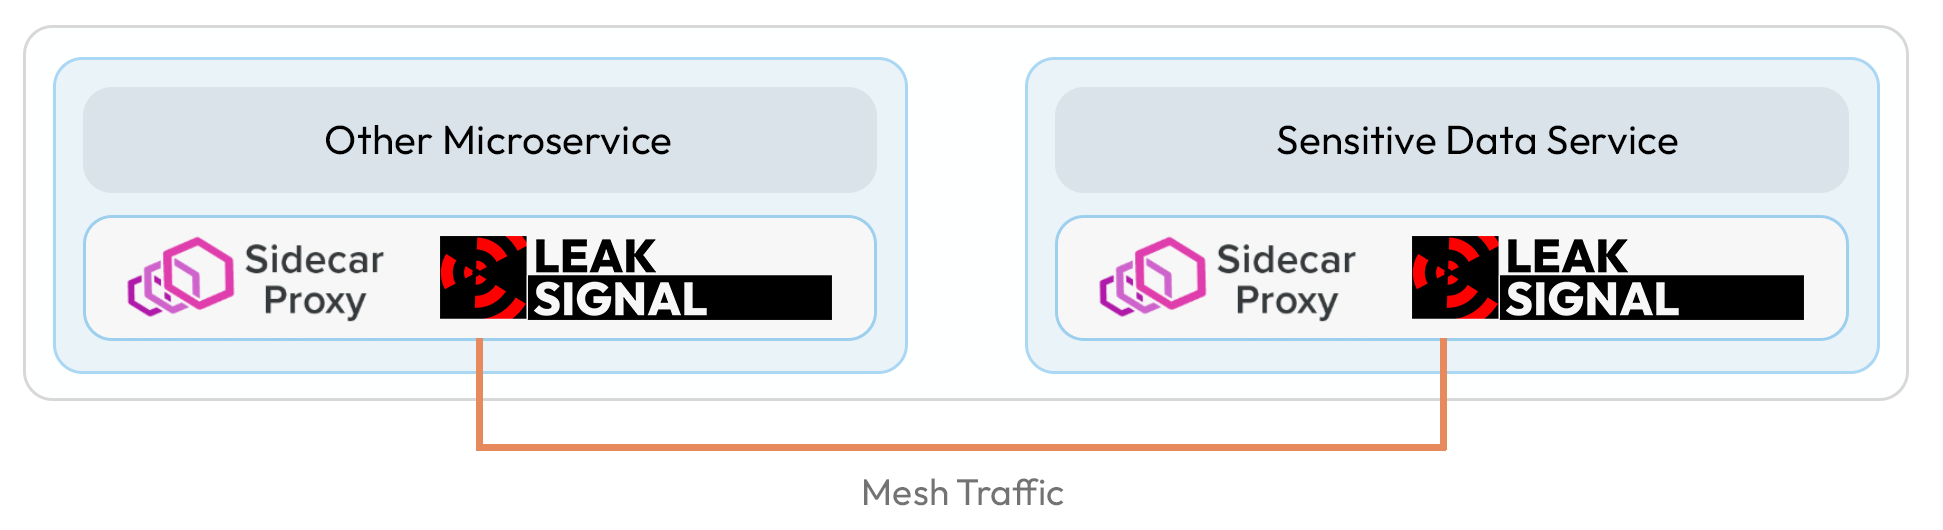 Other Microservice
Sidecar
Proxy
LEAK
SIGNAL
Sensitive Data Service
Sidecar
Proxy
LEAK
SIGNAL
Mesh Traffic